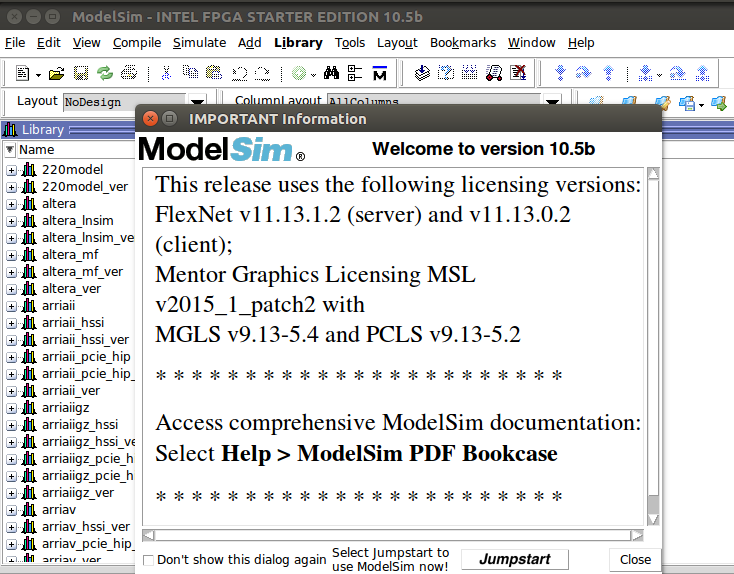 ModelSim - INTEL FPGA STARTER EDITION 10.5b
File Edit View Compile Simulate Add Library Tools Layout Bookmarks Window Help
Layout NoDesign ColumnLayout AllColumns
Library
Name
220model
220model_ver
altera
altera_lnsim
altera_lnsim_ve
altera_mf
altera_mf_ver
altera_ver
arriaii
arriaii_hssi
arriaii_hssi_ver
arriaii_pcie_hip
arriaii_pcie_hip_
arriaii_ver
arriaiigz
arriaiigz_hssi
arriaiigz_hssi_ve
arriaiigz_pcie_h
arriaiigz_pcie_h
arriaiigz_ver
arriav
arriav_hssi_ver
arriav_pcie_hip_
arriav_ver
IMPORTANT Information
ModelSim ®
Welcome to version 10.5b
This release uses the following licensing versions:
FlexNet v11.13.1.2 (server) and v11.13.0.2
(client);
Mentor Graphics Licensing MSL
v2015_1_patch2 with
MGLS v9.13-5.4 and PCLS v9.13-5.2
* * * * * * * * * * * * * * * * * * * * * * *
Access comprehensive ModelSim documentation:
Select Help > ModelSim PDF Bookcase
* * * * * * * * * * * * * * * * * * * * * * *
Don't show this dialog again
Select Jumpstart to
use ModelSim now!
Jumpstart
Close